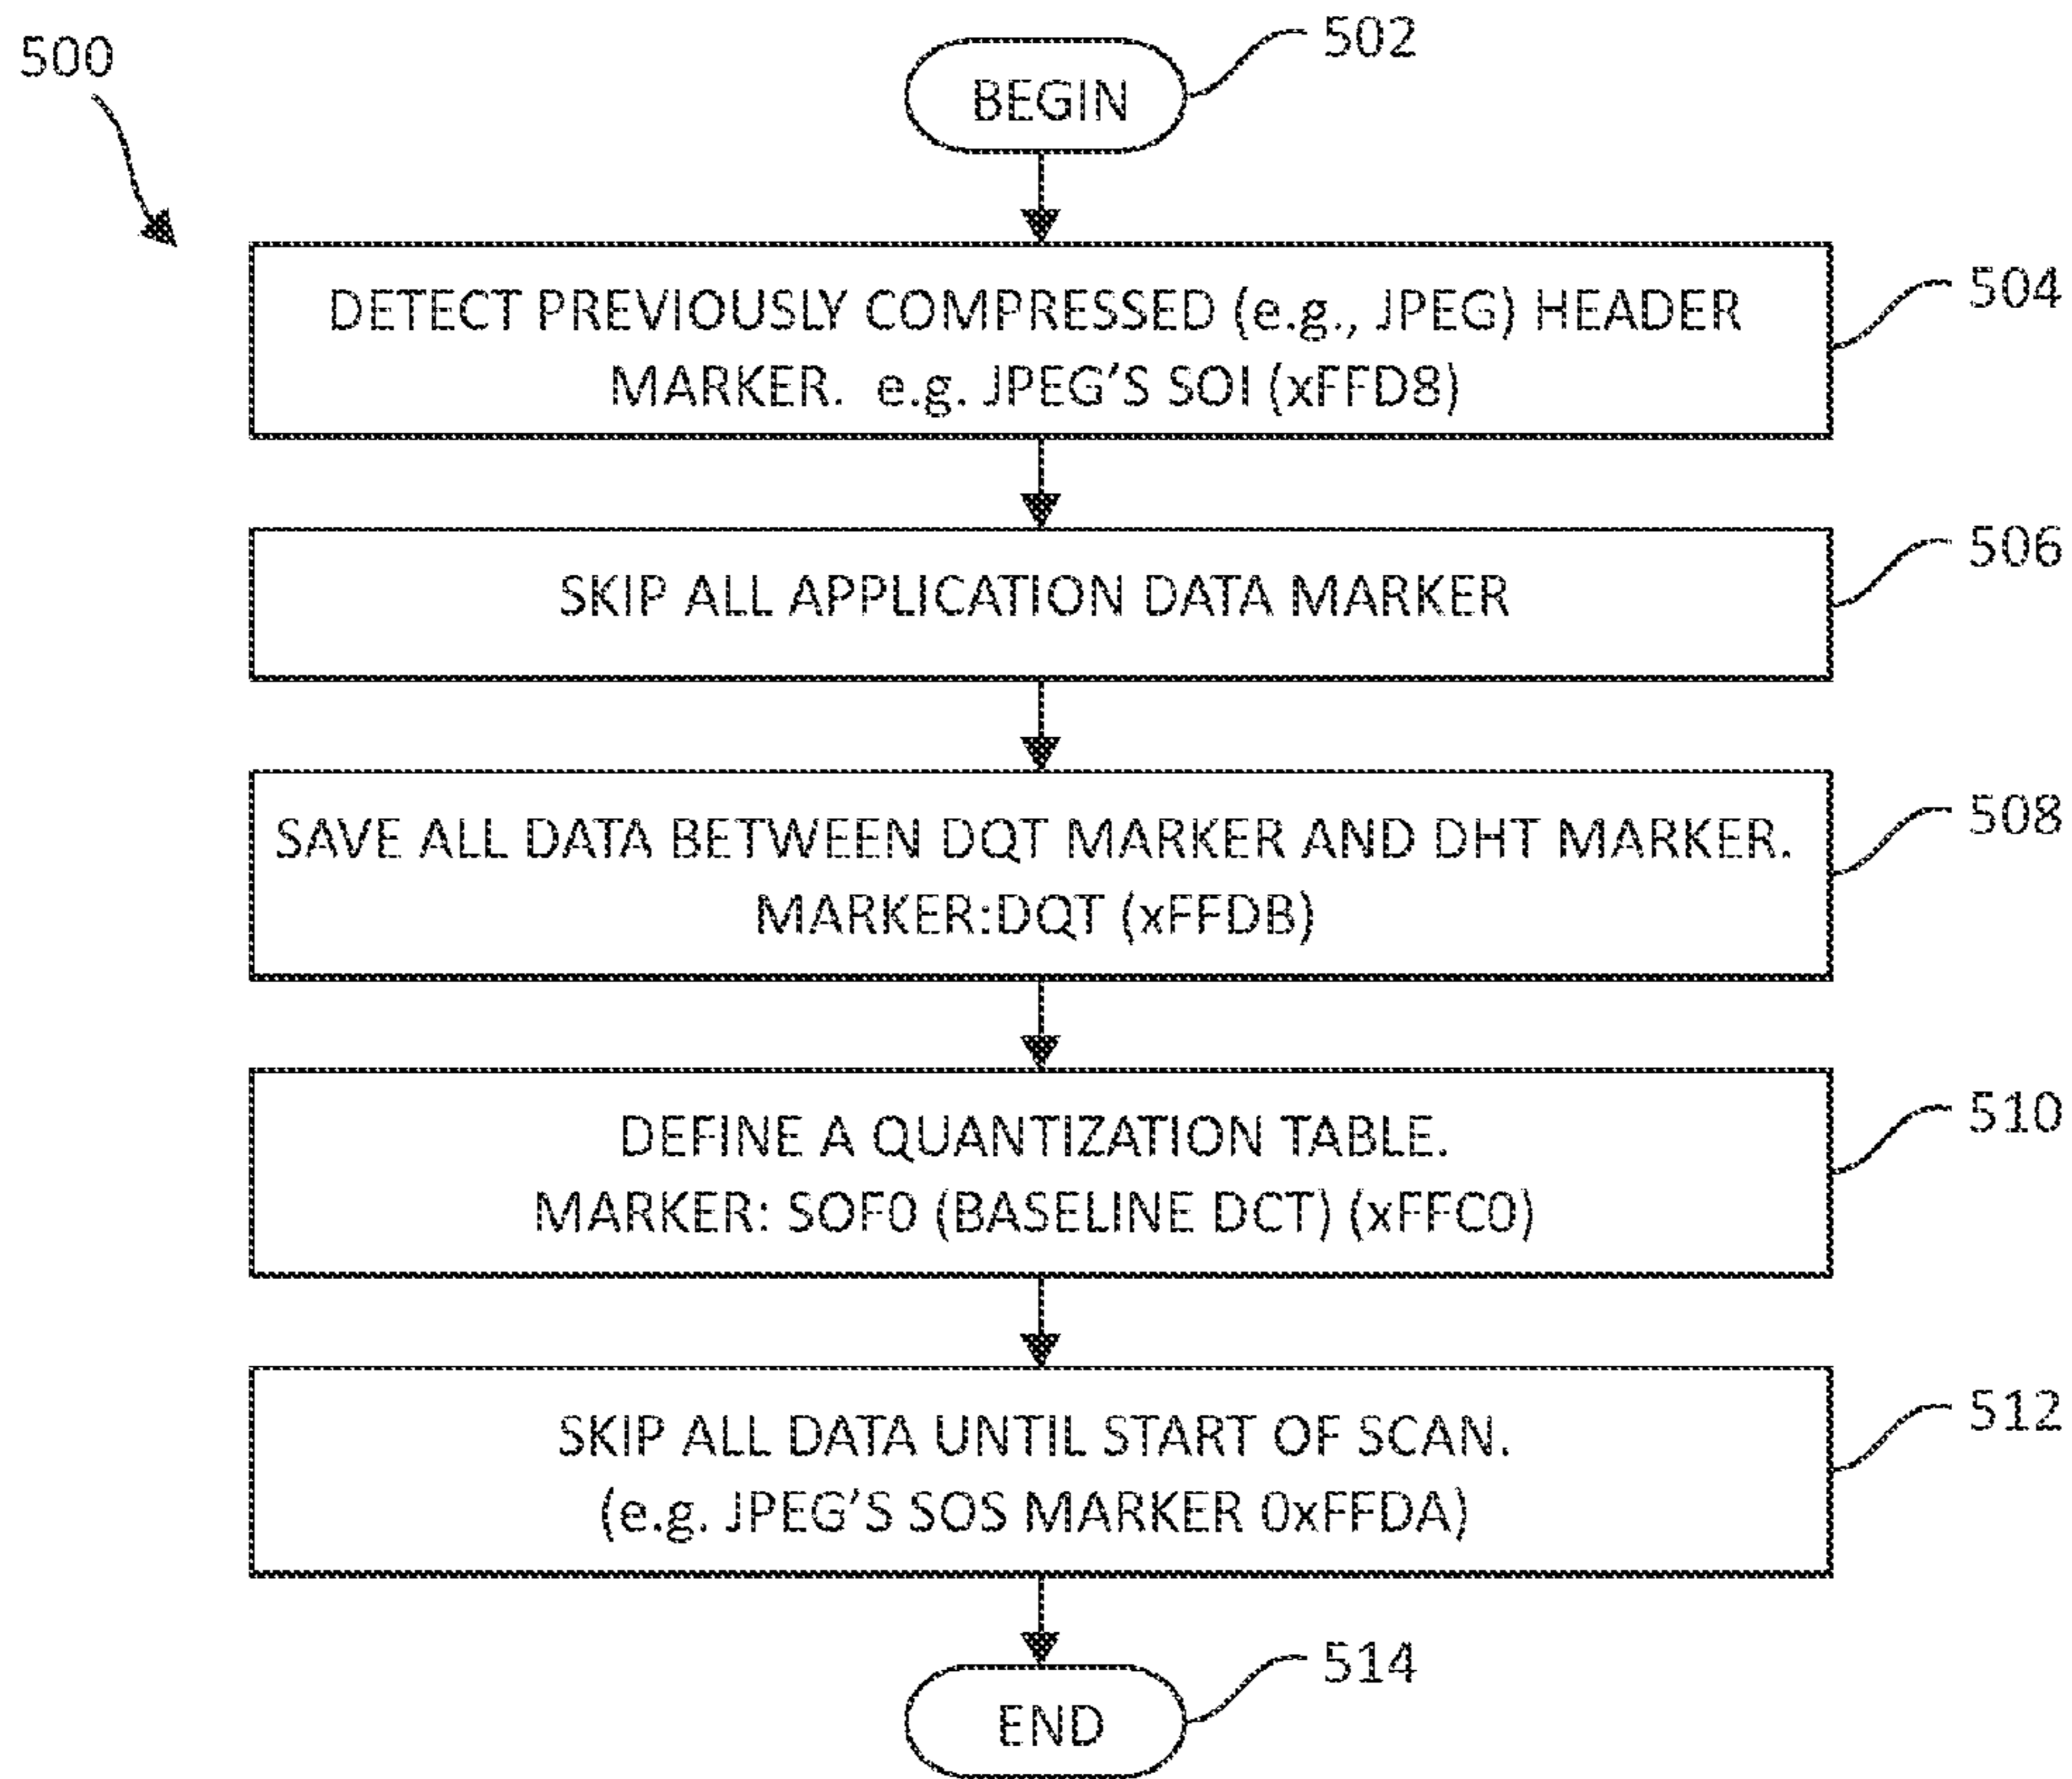 500
BEGIN
502
DETECT PREVIOUSLY COMPRESSED (e.g., JPEG) HEADER
MARKER. e.g. JPEG'S SOI (xFFD8)
504
SKIP ALL APPLICATION DATA MARKER
506
SAVE ALL DATA BETWEEN DQT MARKER AND DHT MARKER.
MARKER:DQT (xFFDB)
508
DEFINE A QUANTIZATION TABLE.
MARKER: SOF0 (BASELINE DCT) (xFFC0)
510
SKIP ALL DATA UNTIL START OF SCAN.
(e.g. JPEG'S SOS MARKER 0xFFDA)
512
END
514